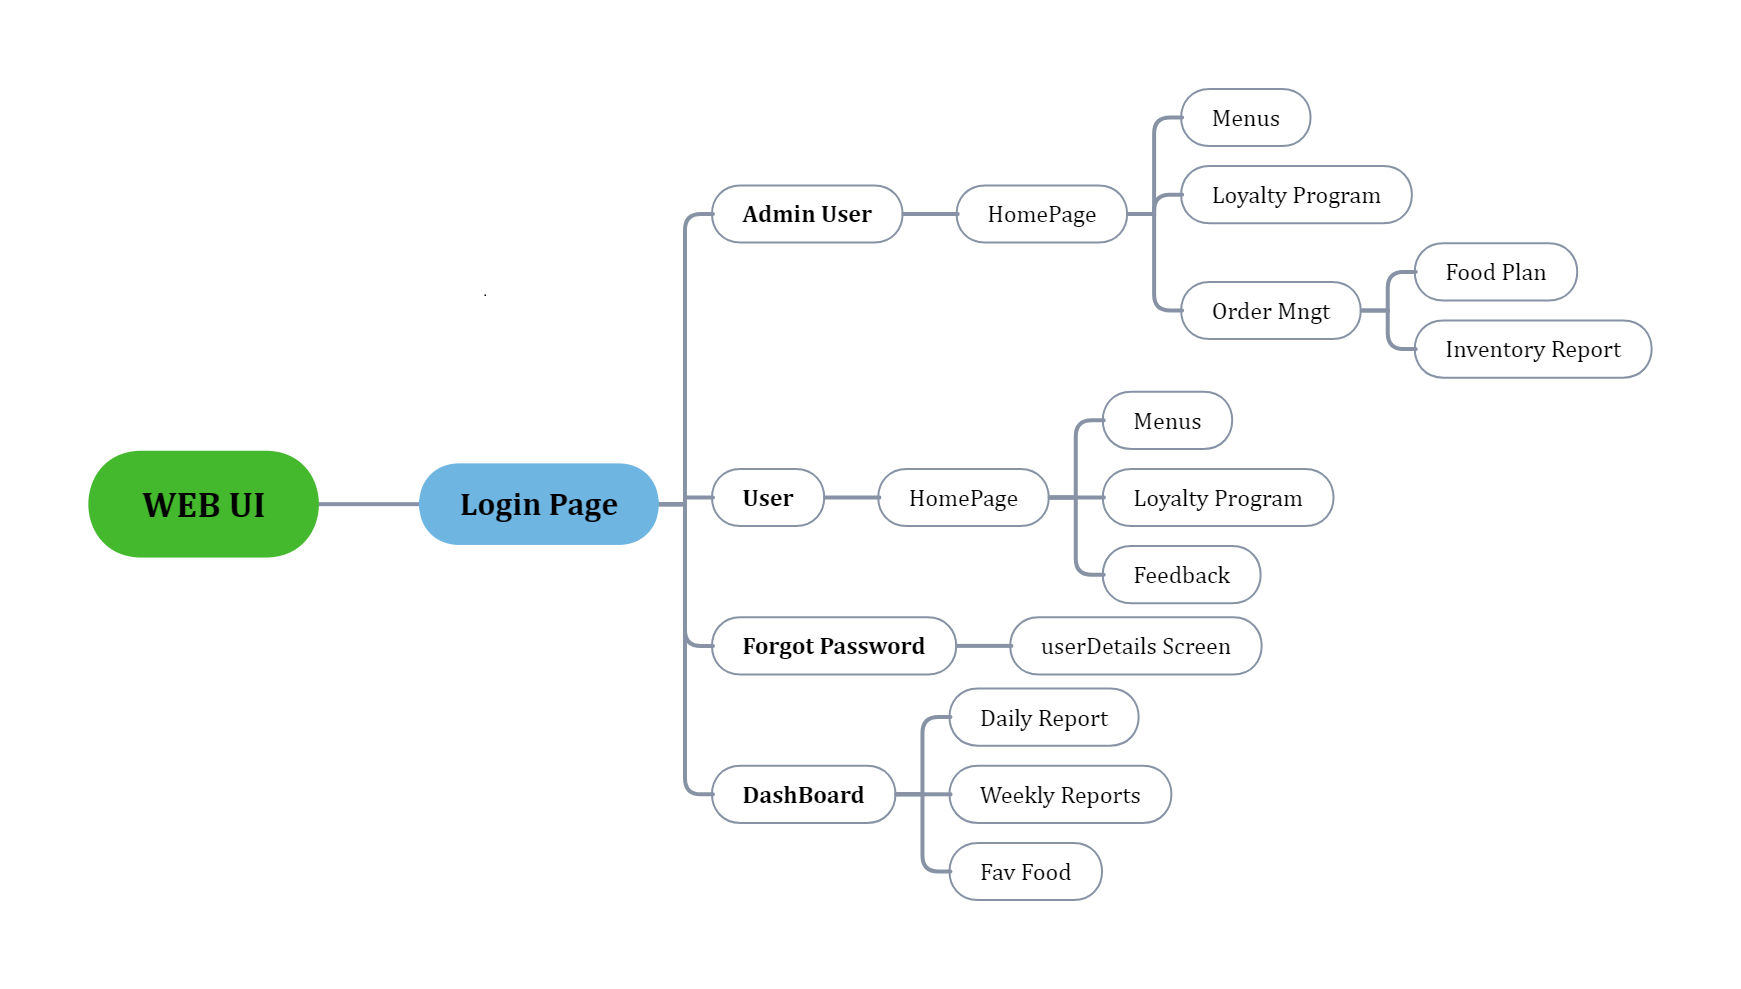 WEB UI
Login Page
Admin User
HomePage
Menus
Loyalty Program
Order Mngt
Food Plan
Inventory Report
User
HomePage
Menus
Loyalty Program
Feedback
Forgot Password
userDetails Screen
DashBoard
Daily Report
Weekly Reports
Fav Food